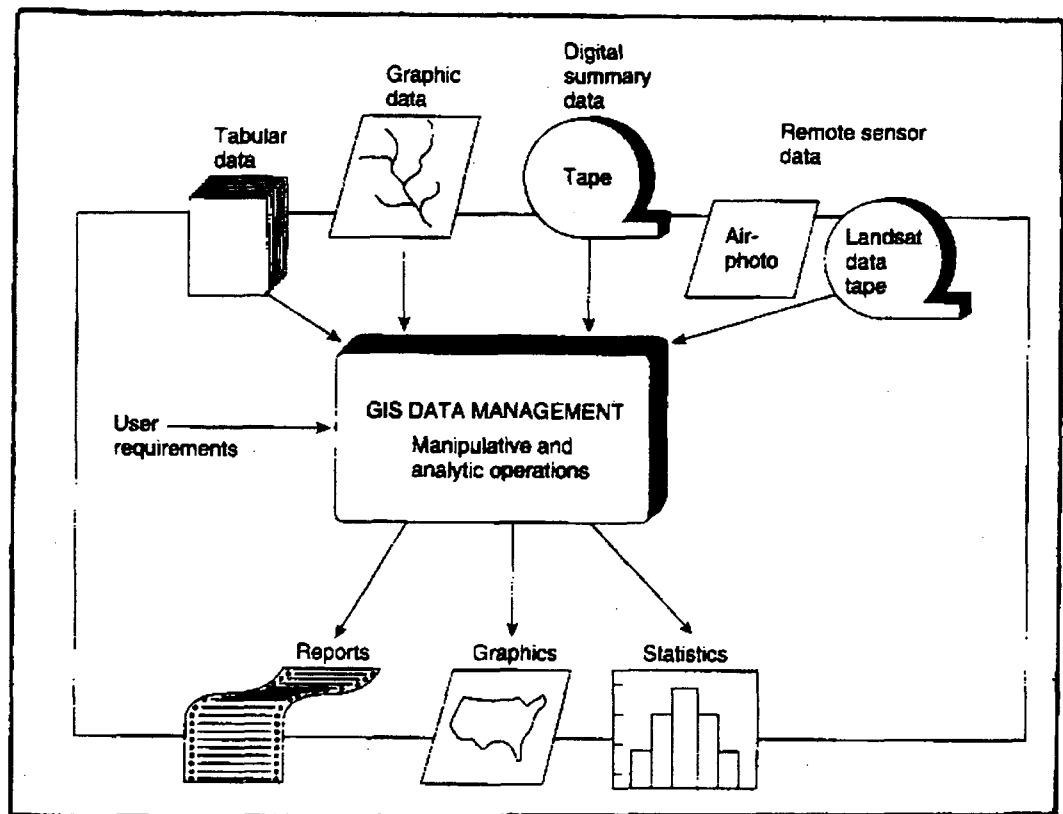 Digital
summary
data
Graphic
data
Tabular
data
Remote sensor
data
Tape
Air-
photo
Landsat
data
tape
GIS DATA MANAGEMENT
Manipulative and
analytic operations
User
requirements
Reports
Graphics
Statistics